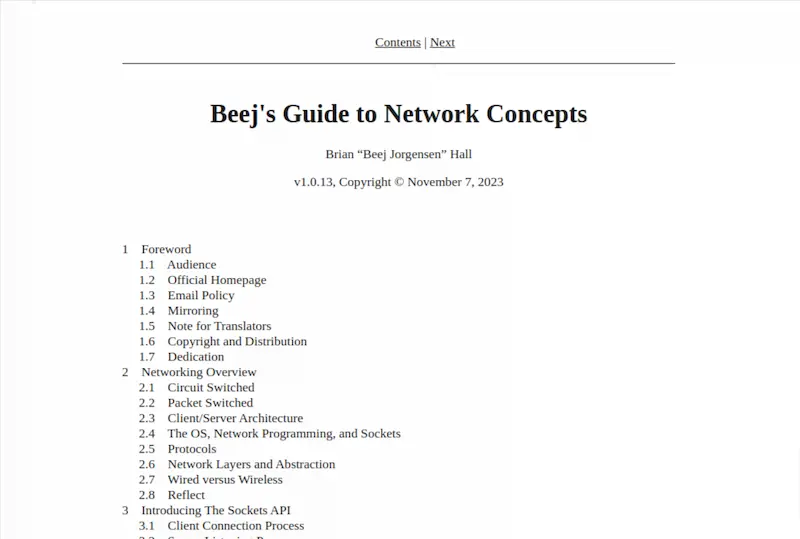 Contents | Next
Beej's Guide to Network Concepts
Brian “Beej Jorgensen” Hall
v1.0.13, Copyright © November 7, 2023
1 Foreword
1.1 Audience
1.2 Official Homepage
1.3 Email Policy
1.4 Mirroring
1.5 Note for Translators
1.6 Copyright and Distribution
1.7 Dedication
2 Networking Overview
2.1 Circuit Switched
2.2 Packet Switched
2.3 Client/Server Architecture
2.4 The OS, Network Programming, and Sockets
2.5 Protocols
2.6 Network Layers and Abstraction
2.7 Wired versus Wireless
2.8 Reflect
3 Introducing The Sockets API
3.1 Client Connection Process